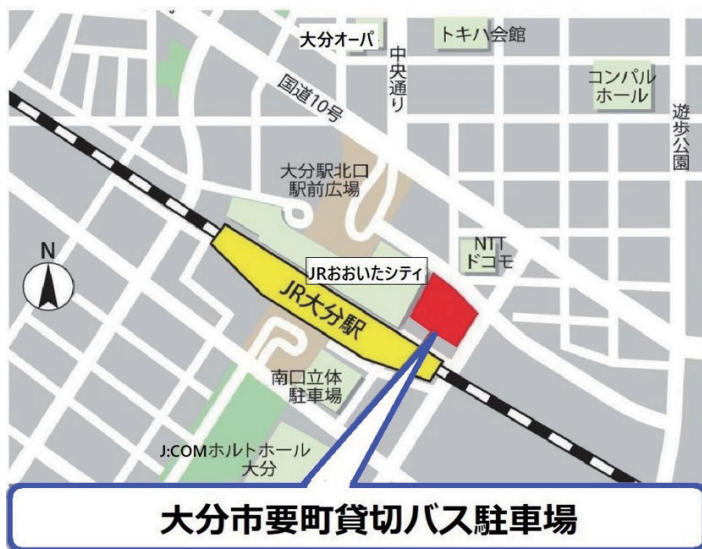 大分オーパ
中央通り
トキハ会館
コンパル
ホール
国道10号
遊歩公園
大分駅北口
駅前広場
NTT
ドコモ
N
JRおおいたシティ
JR大分駅
南口立体
駐車場
J:COMホルトホール
大分
大分市要町貸切バス駐車場